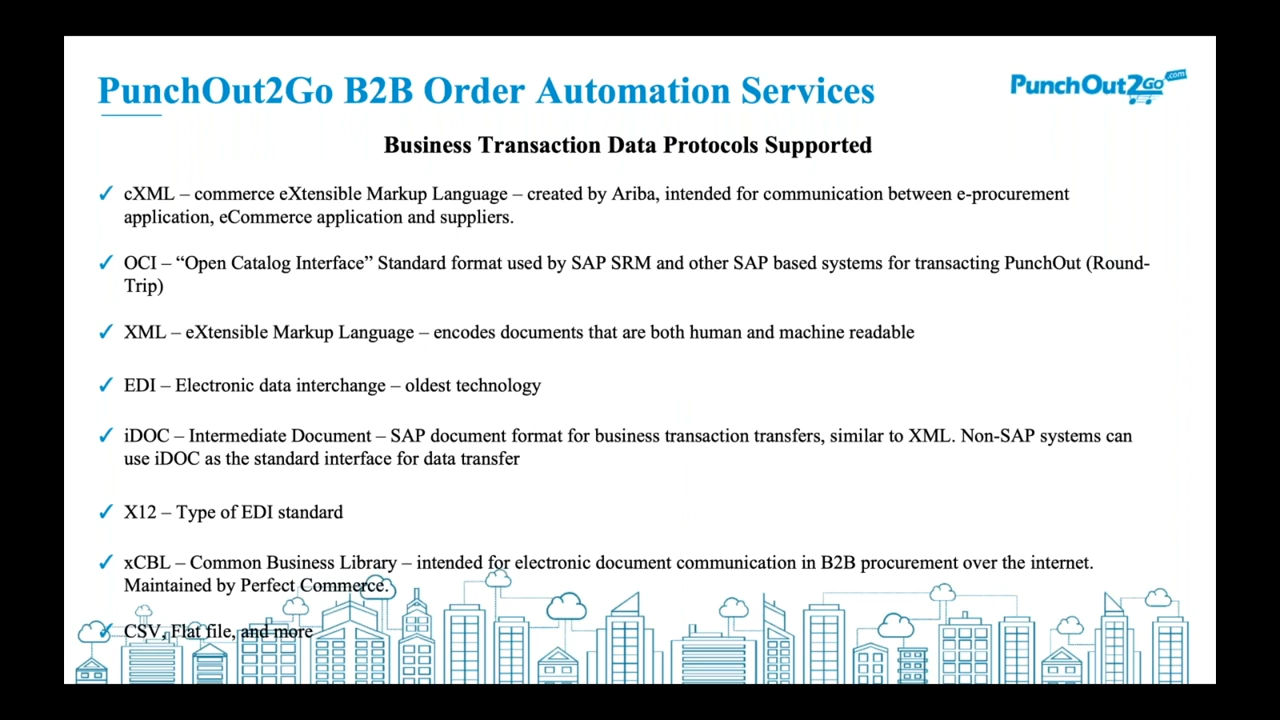 PunchOut2Go B2B Order Automation Services
PunchOut2Go.com
Business Transaction Data Protocols Supported
✓ cXML – commerce eXtensible Markup Language – created by Ariba, intended for communication between e-procurement
application, eCommerce application and suppliers.
✓ OCI – “Open Catalog Interface” Standard format used by SAP SRM and other SAP based systems for transacting PunchOut (Round-
Trip)
✓ XML – eXtensible Markup Language – encodes documents that are both human and machine readable
✓ EDI – Electronic data interchange – oldest technology
✓ iDOC – Intermediate Document – SAP document format for business transaction transfers, similar to XML. Non-SAP systems can
use iDOC as the standard interface for data transfer
✓ X12 – Type of EDI standard
✓ xCBL – Common Business Library – intended for electronic document communication in B2B procurement over the internet.
Maintained by Perfect Commerce.
✓ CSV, Flat file, and more